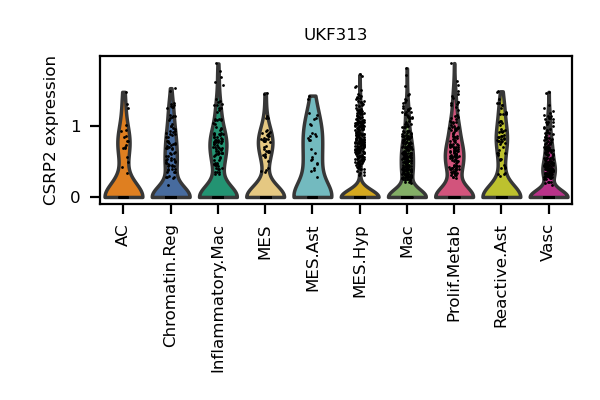 UKF313
CSRP2 expression
1
0
AC
Chromatin.Reg
Inflammatory.Mac
MES
MES.Ast
MES.Hyp
Mac
Prolif.Metab
Reactive.Ast
Vasc